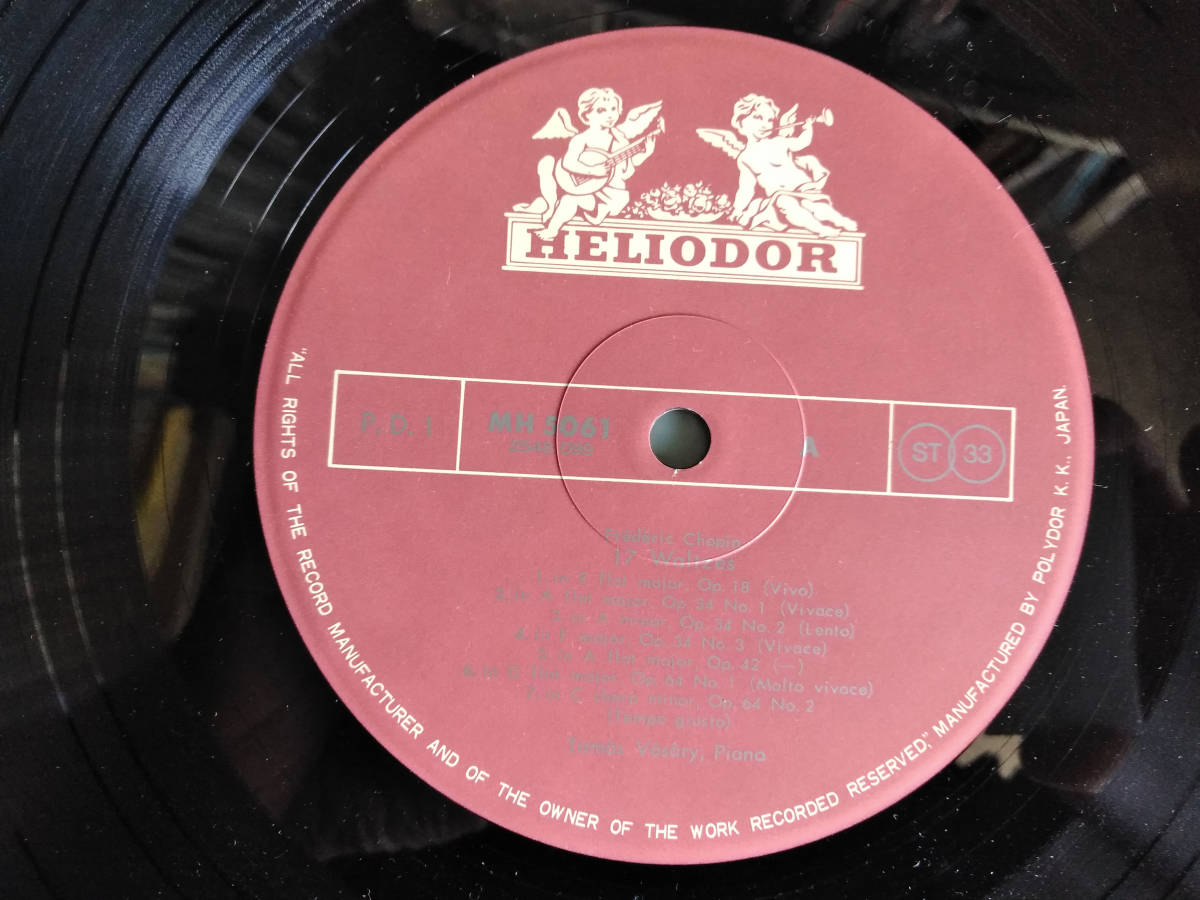 HELIODOR
P. D. 1
MH 5061
A
ST 33
Frédéric Chopin
17 Waltzes
1. in E flat major, Op. 18 (Vivo)
2. in A flat major, Op. 34 No. 1 (Vivace)
3. in a minor, Op. 34 No. 2 (Lento)
4. in F major, Op. 34 No. 3 (Vivace)
5. in A flat major, Op. 42 (—)
6. in D flat major, Op. 64 No. 1 (Molto vivace)
7. in C sharp minor, Op. 64 No. 2
(Tempo giusto)
Tamás Vásáry, Piano
"ALL RIGHTS OF THE RECORD MANUFACTURER AND OF THE OWNER OF THE WORK RECORDED RESERVED," MANUFACTURED BY POLYDOR K. K., JAPAN.